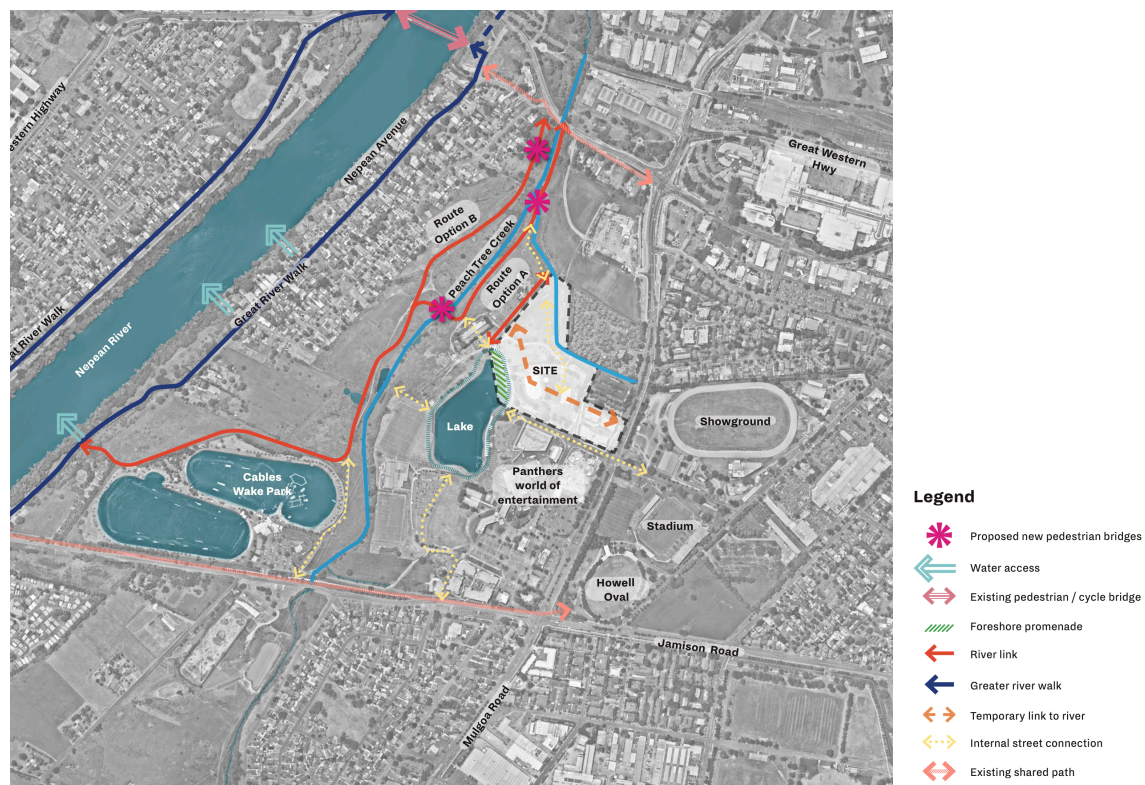 estern Highway
Nepean Avenue
Great Western
Hwy
Route
Option B
Peach Tree Creek
Route
Option A
Great River Walk
at River Walk
Nepean River
SITE
Lake
Showground
Cables
Wake Park
Panthers
world of
entertainment
Stadium
Howell
Oval
Jamison Road
Mulgoa Road
Legend
Proposed new pedestrian bridges
Water access
Existing pedestrian / cycle bridge
Foreshore promenade
River link
Greater river walk
Temporary link to river
Internal street connection
Existing shared path